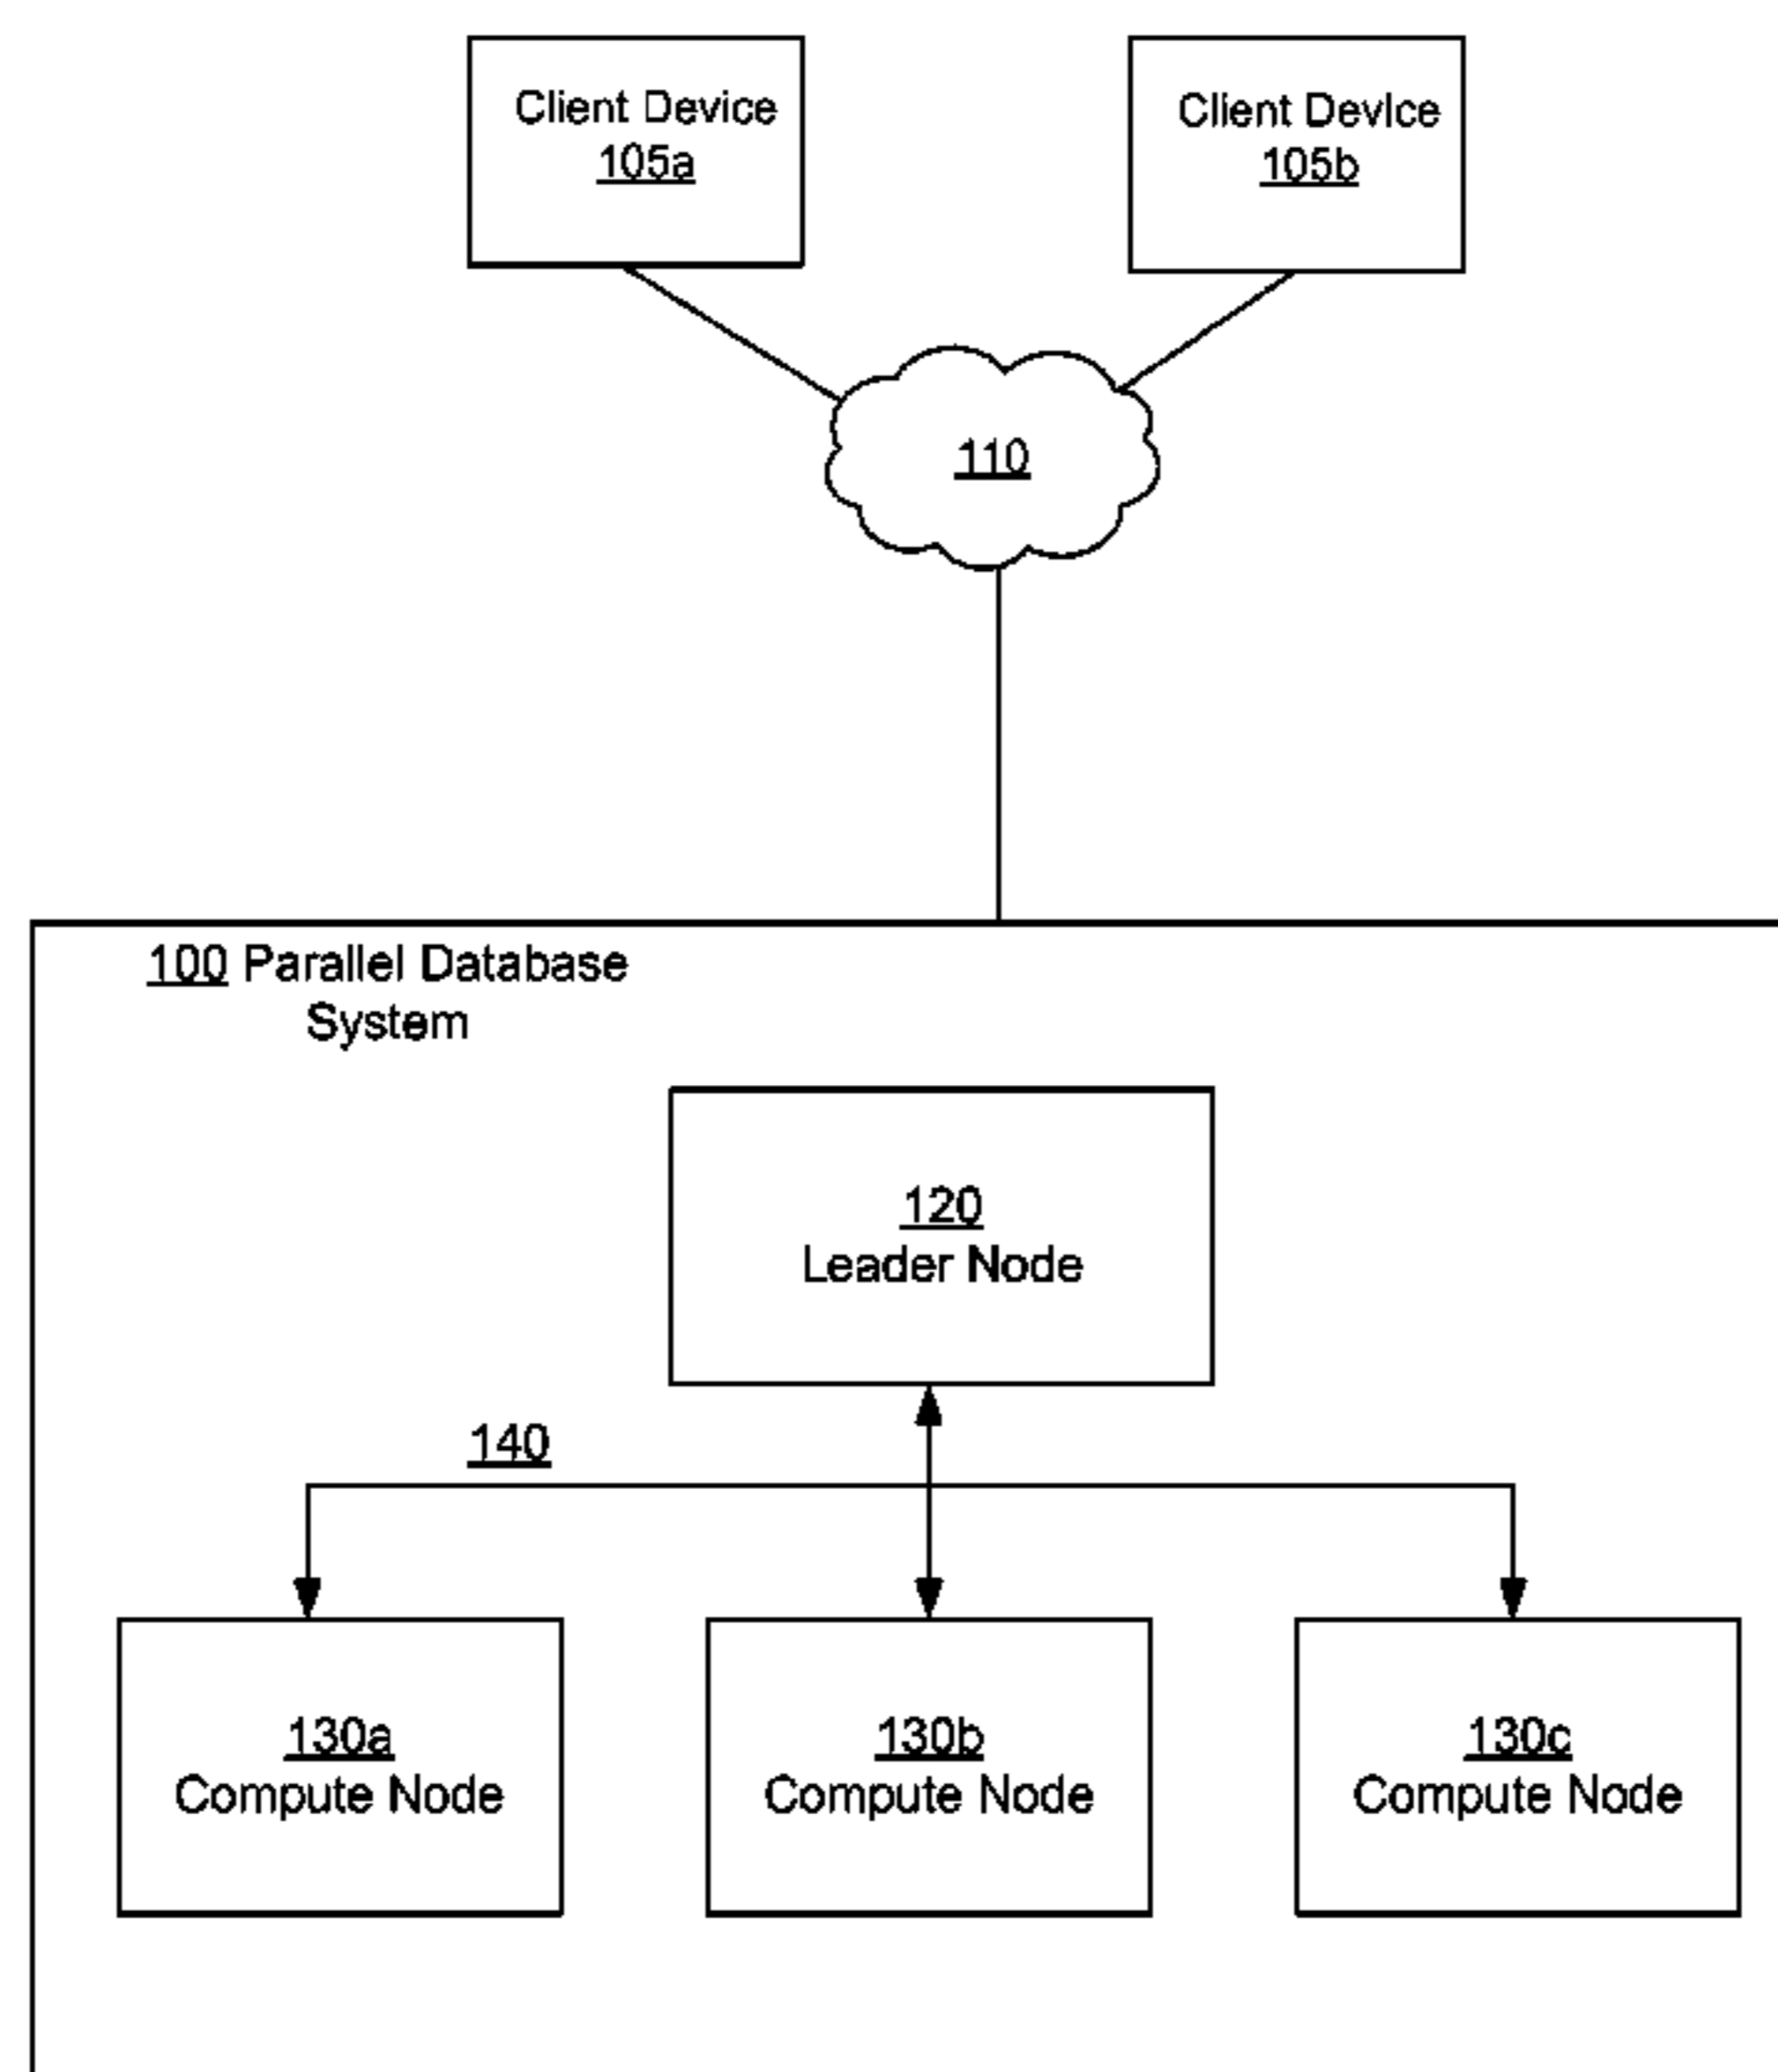 Client Device
105a
Client Device
105b
110
100 Parallel Database
System
120
Leader Node
140
130a
Compute Node
130b
Compute Node
130c
Compute Node